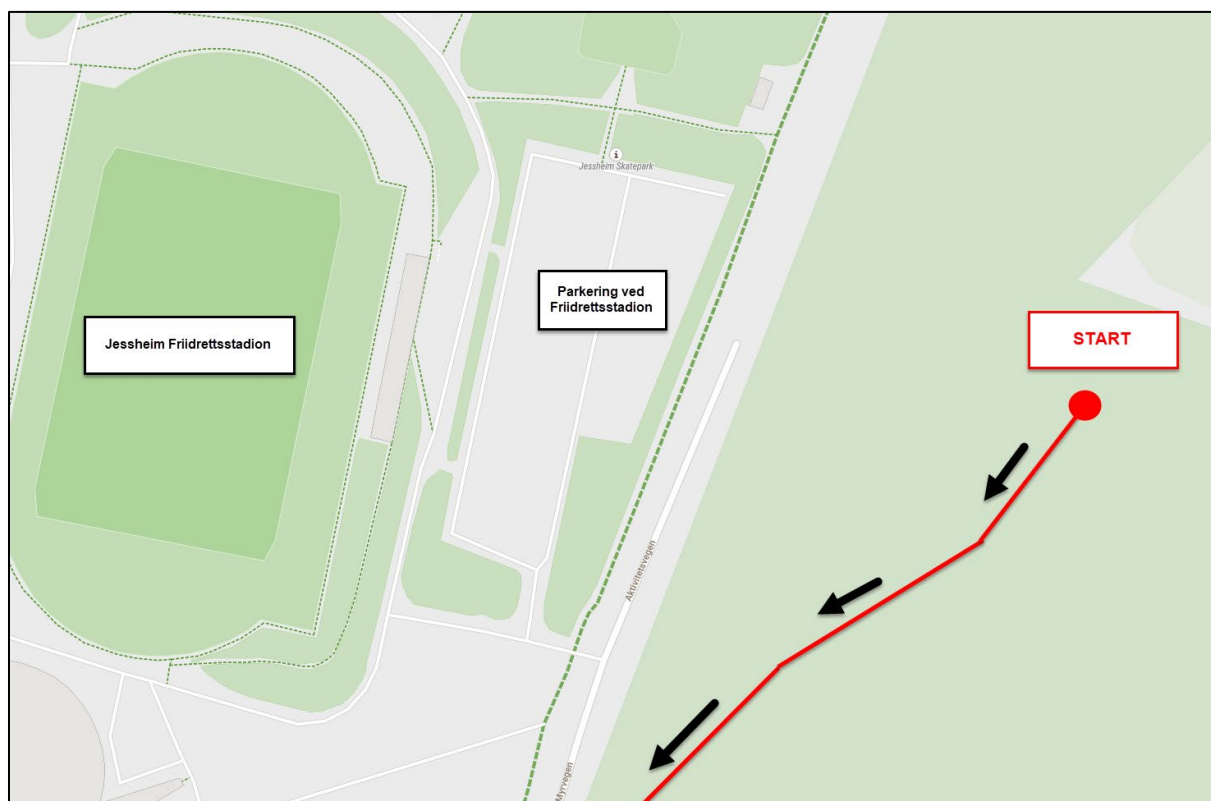 Jessheim Skatepark
Parkering ved
Friidrettsstadion
START
Jessheim Friidrettsstadion
Aktivitetsvegen
Myrvegen